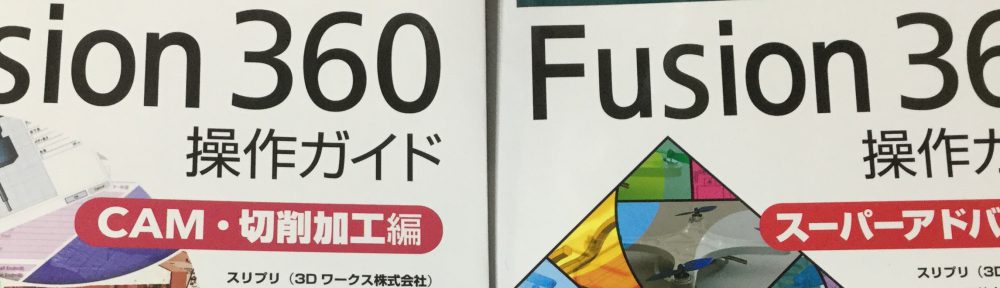 sion 360
操作ガイド
CAM・切削加工編
スリプリ（3Dワークス株式会社）
Fusion 36
操作ガ
スーパーアドバ
スリプリ（3D